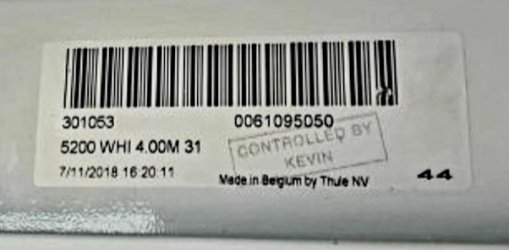 301053 0061095050
5200 WHI 4.00M 31
CONTROLLED BY
KEVIN
7/11/2018 16:20:11
Made in Belgium by Thule NV
44